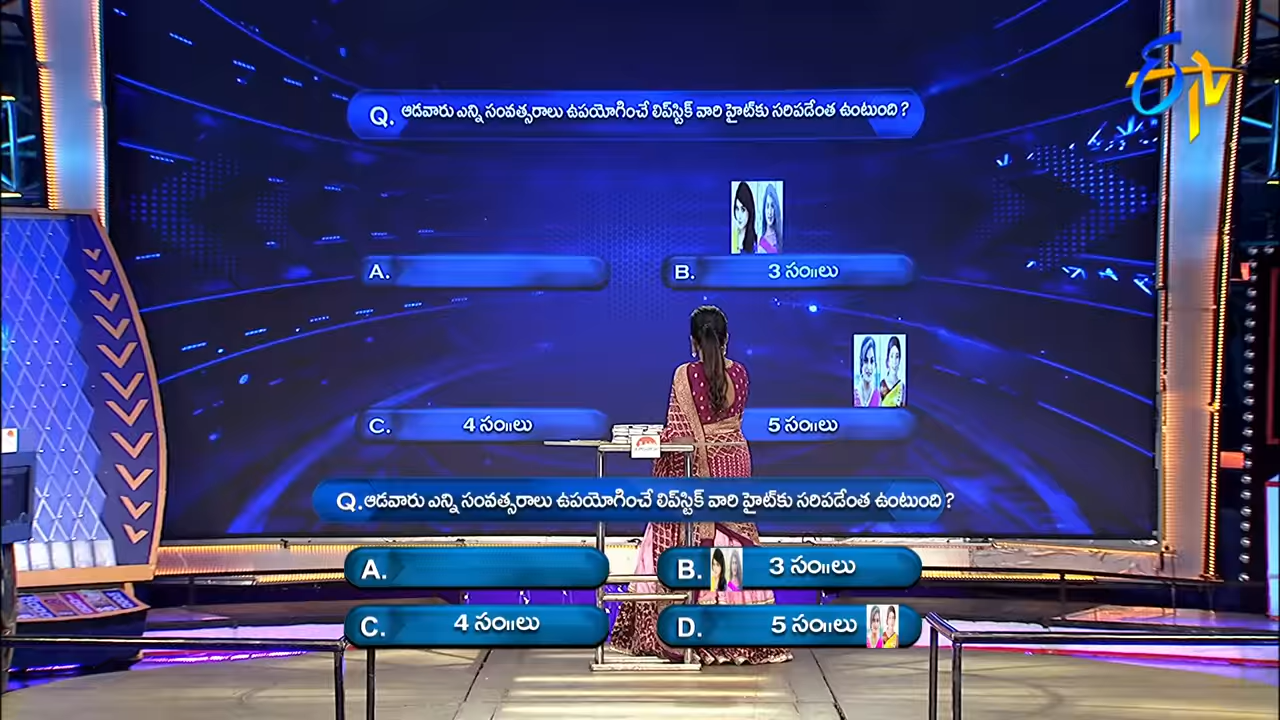 ETV
Q. ఆడవారు ఎన్ని సంవత్సరాలు ఉపయోగించే లిప్‌స్టిక్ వారి హైట్‌కు సరిపడేంత ఉంటుంది ?
A.
B. 3 సం॥లు
C. 4 సం॥లు
5 సం॥లు
Q.ఆడవారు ఎన్ని సంవత్సరాలు ఉపయోగించే లిప్‌స్టిక్ వారి హైట్‌కు సరిపడేంత ఉంటుంది ?
A.
B. 3 సం॥లు
C. 4 సం॥లు
D. 5 సం॥లు